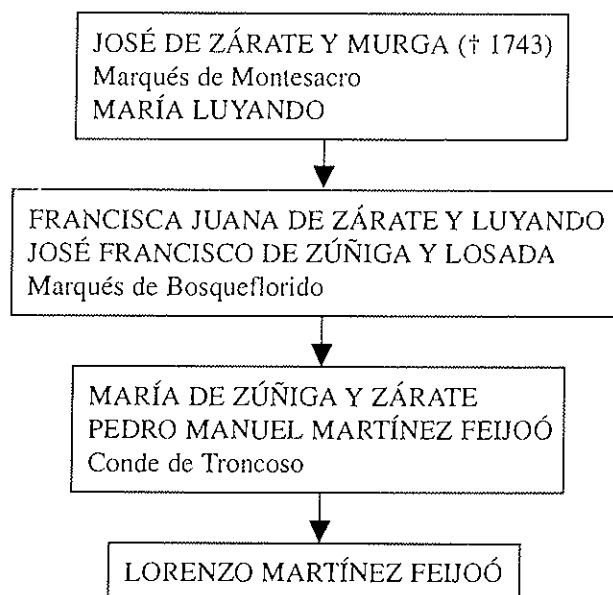 JOSÉ DE ZÁRATE Y MURGA († 1743)
Marqués de Montesacro
MARÍA LUYANDO
FRANCISCA JUANA DE ZÁRATE Y LUYANDO
JOSÉ FRANCISCO DE ZÚÑIGA Y LOSADA
Marqués de Bosqueflorido
MARÍA DE ZÚÑIGA Y ZÁRATE
PEDRO MANUEL MARTÍNEZ FEIJOÓ
Conde de Troncoso
LORENZO MARTÍNEZ FEIJOÓ